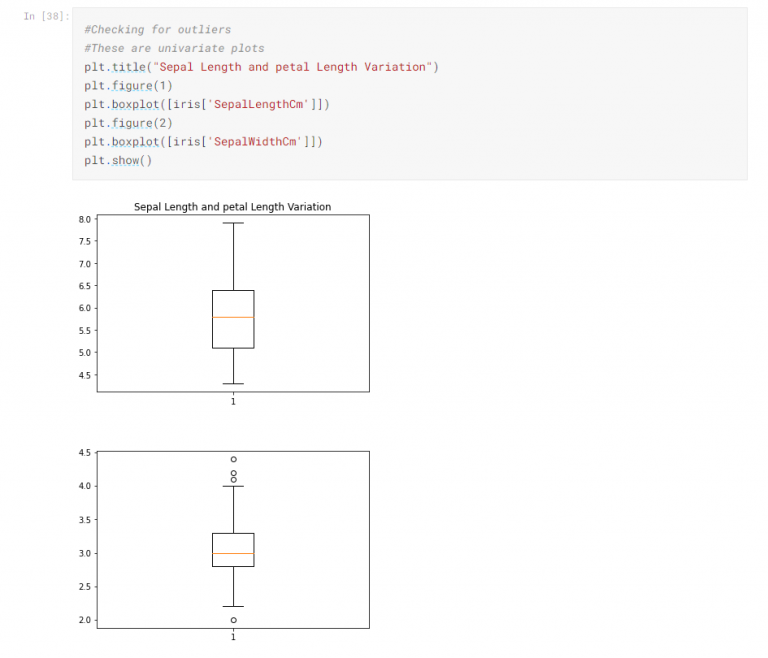 In [38]:
#Checking for outliers
#These are univariate plots
plt.title("Sepal Length and petal Length Variation")
plt.figure(1)
plt.boxplot([iris['SepalLengthCm']])
plt.figure(2)
plt.boxplot([iris['SepalWidthCm']])
plt.show()
Sepal Length and petal Length Variation
8.0
7.5
7.0
6.5
6.0
5.5
5.0
4.5
1
4.5
4.0
3.5
3.0
2.5
2.0
1